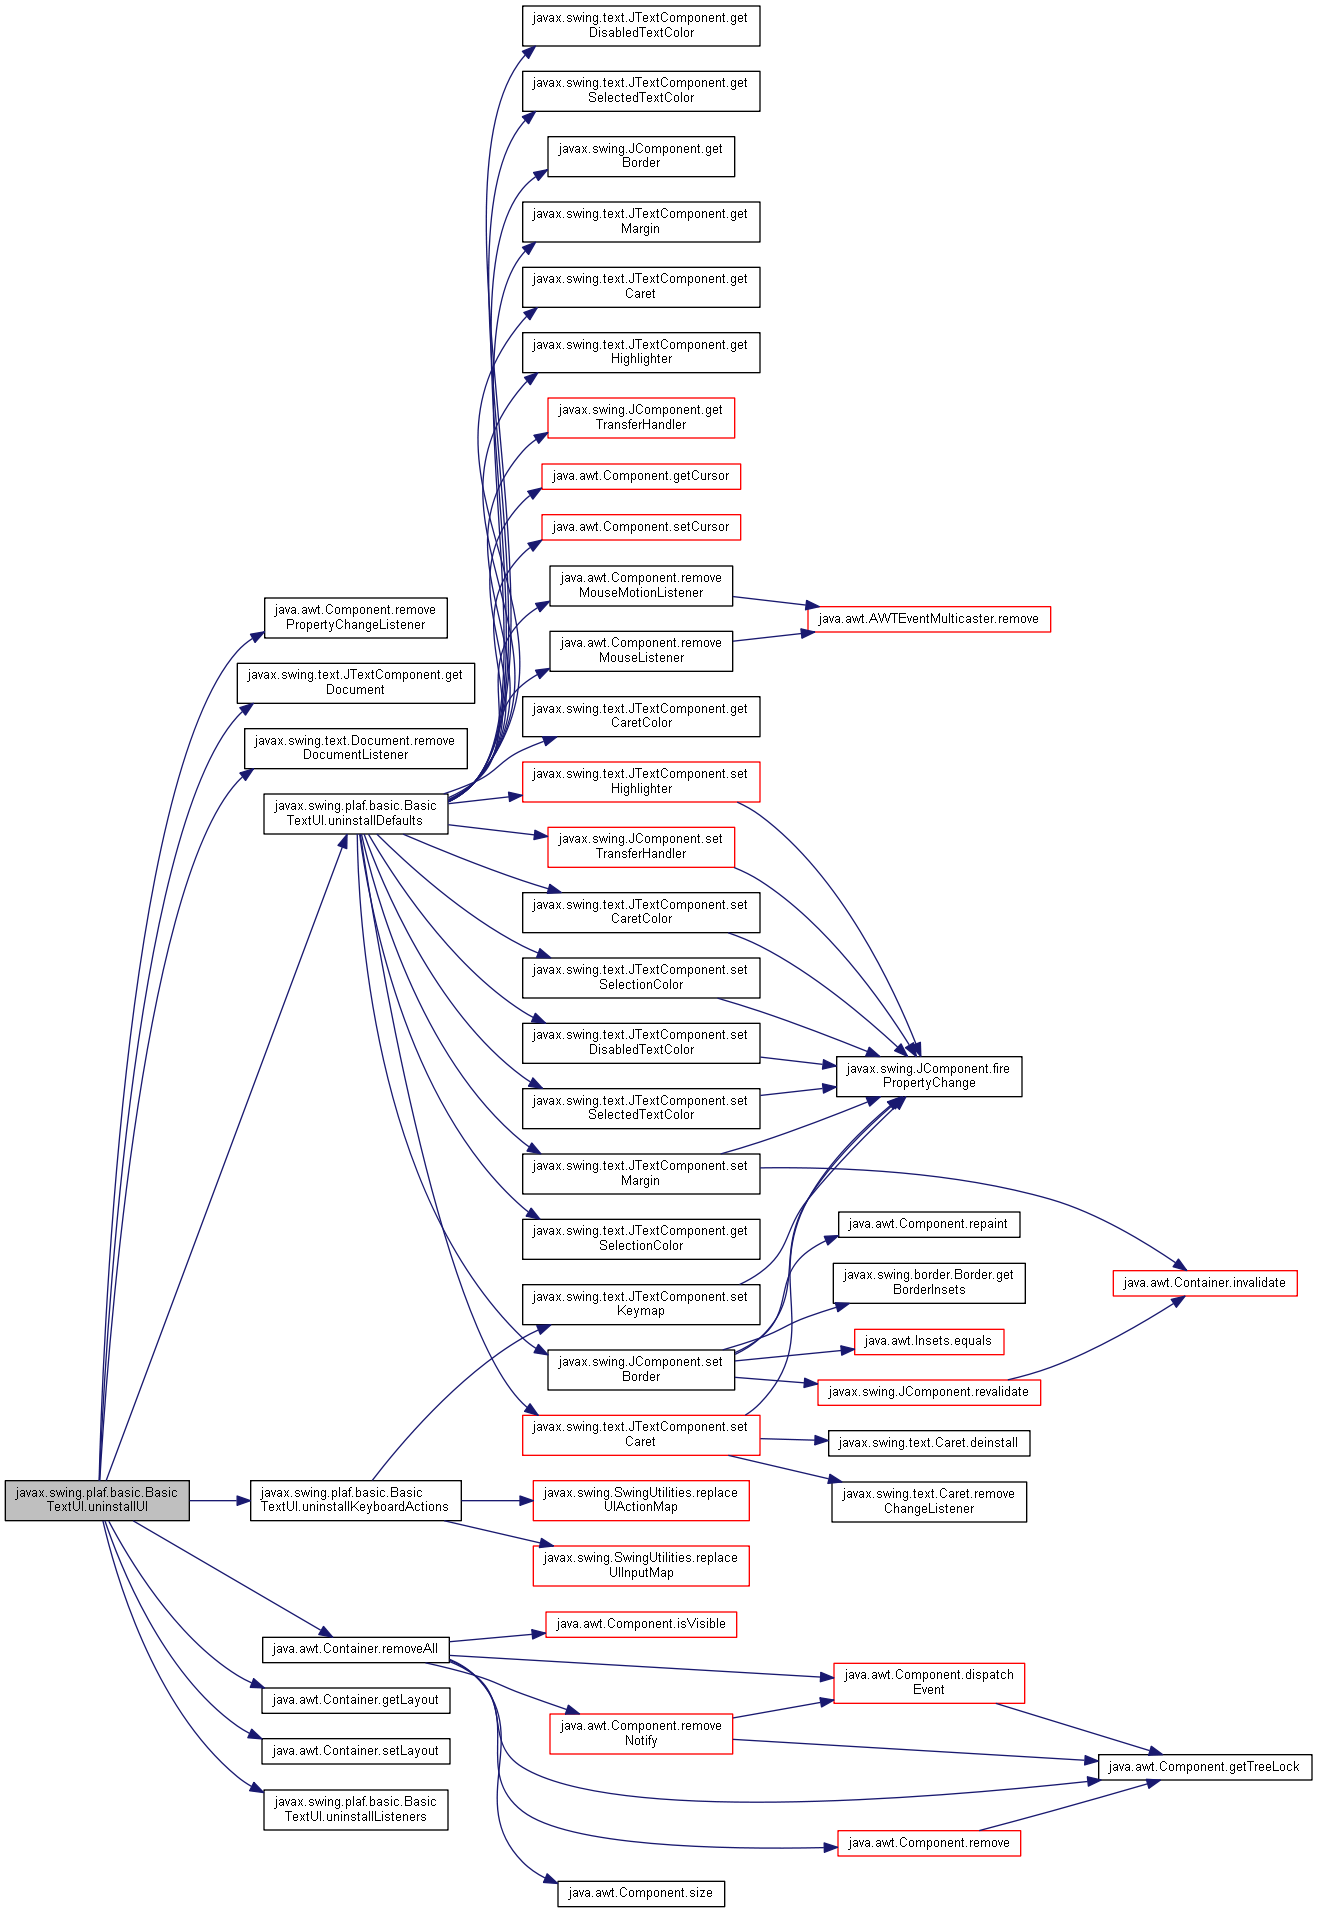 javax.swing.text.JTextComponent.get
DisabledTextColor
javax.swing.text.JTextComponent.get
SelectedTextColor
javax.swing.JComponent.get
Border
javax.swing.text.JTextComponent.get
Margin
javax.swing.text.JTextComponent.get
Caret
javax.swing.text.JTextComponent.get
Highlighter
javax.swing.JComponent.get
TransferHandler
java.awt.Component.getCursor
java.awt.Component.setCursor
java.awt.Component.remove
MouseMotionListener
java.awt.Component.remove
PropertyChangeListener
java.awt.AWTEventMulticaster.remove
java.awt.Component.remove
MouseListener
javax.swing.text.JTextComponent.get
Document
javax.swing.text.JTextComponent.get
CaretColor
javax.swing.text.Document.remove
DocumentListener
javax.swing.text.JTextComponent.set
Highlighter
javax.swing.plaf.basic.Basic
TextUI.uninstallDefaults
javax.swing.JComponent.set
TransferHandler
javax.swing.text.JTextComponent.set
CaretColor
javax.swing.text.JTextComponent.set
SelectionColor
javax.swing.text.JTextComponent.set
DisabledTextColor
javax.swing.JComponent.fire
PropertyChange
javax.swing.text.JTextComponent.set
SelectedTextColor
javax.swing.text.JTextComponent.set
Margin
javax.swing.text.JTextComponent.get
SelectionColor
java.awt.Component.repaint
javax.swing.border.Border.get
BorderInsets
java.awt.Container.invalidate
javax.swing.text.JTextComponent.set
Keymap
java.awt.Insets.equals
javax.swing.JComponent.set
Border
javax.swing.JComponent.revalidate
javax.swing.text.JTextComponent.set
Caret
javax.swing.text.Caret.deinstall
javax.swing.plaf.basic.Basic
TextUI.uninstallUI
javax.swing.plaf.basic.Basic
TextUI.uninstallKeyboardActions
javax.swing.SwingUtilities.replace
UIActionMap
javax.swing.text.Caret.remove
ChangeListener
javax.swing.SwingUtilities.replace
UIInputMap
java.awt.Component.isVisible
java.awt.Container.removeAll
java.awt.Component.dispatch
Event
java.awt.Container.getLayout
java.awt.Component.remove
Notify
java.awt.Container.setLayout
java.awt.Component.getTreeLock
javax.swing.plaf.basic.Basic
TextUI.uninstallListeners
java.awt.Component.remove
java.awt.Component.size